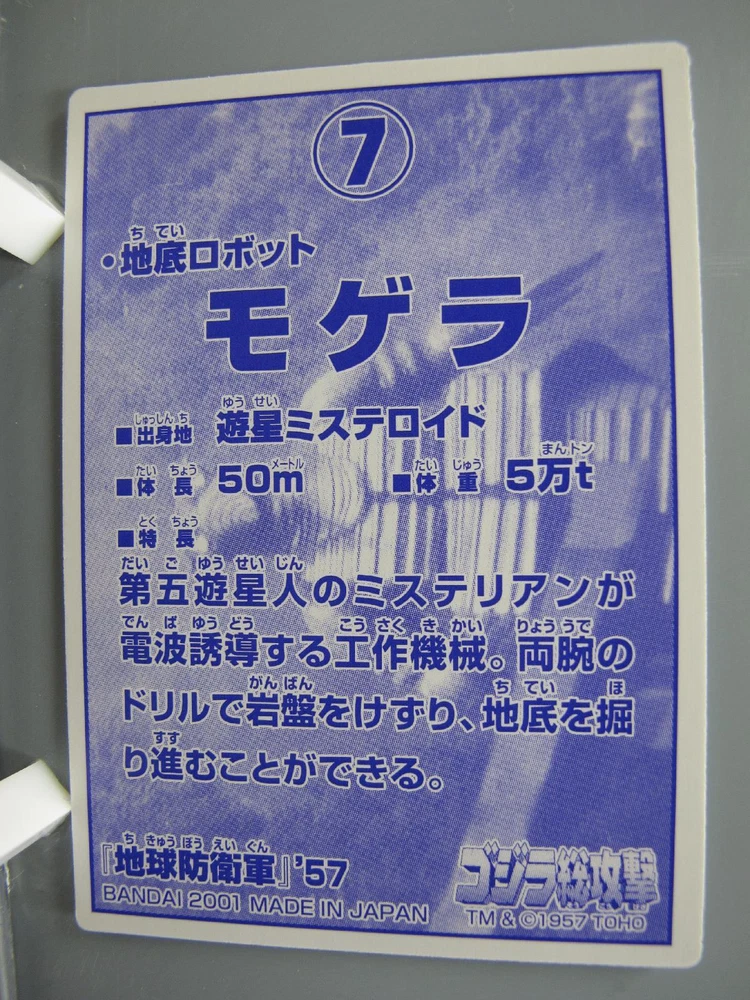 7
・地底ロボット
モゲラ
■出身地 遊星ミステロイド
■体長 50m ■体重 5万t
■特長
第五遊星人のミステリアンが
電波誘導する工作機械。両腕の
ドリルで岩盤をけずり、地底を掘
り進むことができる。
『地球防衛軍』'57
BANDAI 2001 MADE IN JAPAN
ゴジラ総攻撃
TM & ©1957 TOHO